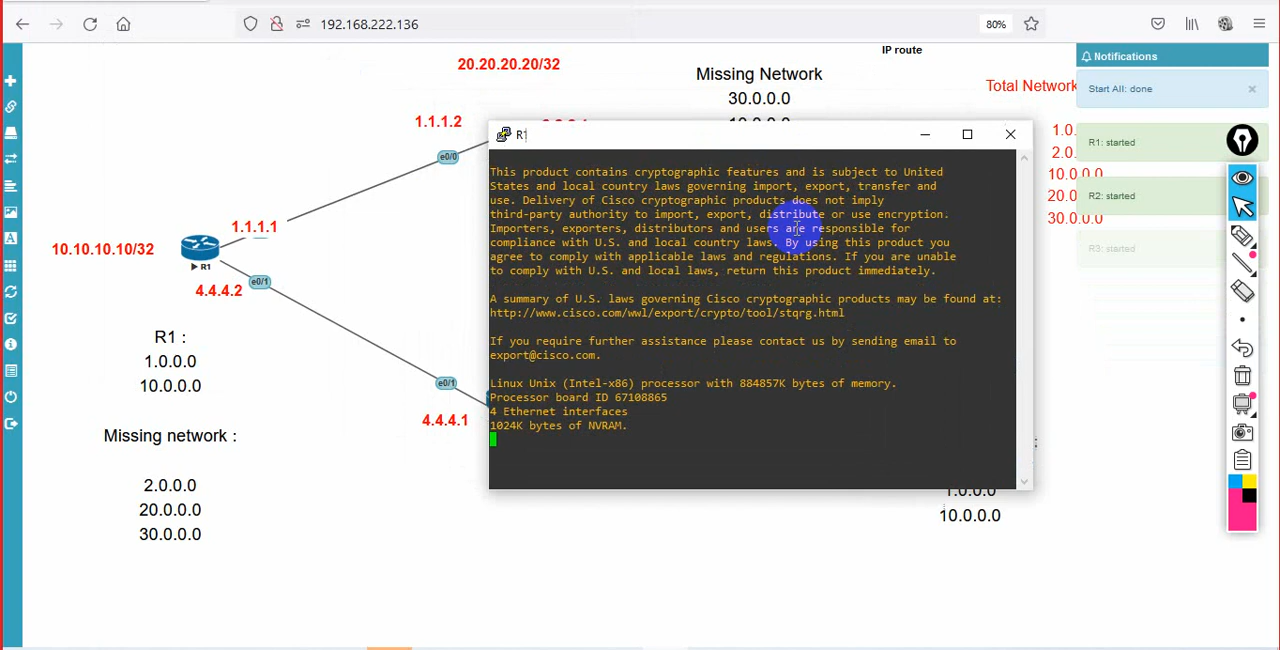 192.168.222.136
80%
IP route
20.20.20.20/32
Missing Network
30.0.0.0
Total Network
Notifications
Start All: done
R1: started
R2: started
R3: started
1.0.
2.0.
10.0.0.0
20.0
30.0.0.0
1.1.1.2
e0/0
1.1.1.1
10.10.10.10/32
R1
e0/1
4.4.4.2
R1 :
1.0.0.0
10.0.0.0
e0/1
4.4.4.1
Missing network :
2.0.0.0
20.0.0.0
30.0.0.0
R1
This product contains cryptographic features and is subject to United
States and local country laws governing import, export, transfer and
use. Delivery of Cisco cryptographic products does not imply
third-party authority to import, export, distribute or use encryption.
Importers, exporters, distributors and users are responsible for
compliance with U.S. and local country laws. By using this product you
agree to comply with applicable laws and regulations. If you are unable
to comply with U.S. and local laws, return this product immediately.
A summary of U.S. laws governing Cisco cryptographic products may be found at:
http://www.cisco.com/wwl/export/crypto/tool/stqrg.html
If you require further assistance please contact us by sending email to
export@cisco.com.
Linux Unix (Intel-x86) processor with 884857K bytes of memory.
Processor board ID 67108865
4 Ethernet interfaces
1024K bytes of NVRAM.
1.0.0.0
10.0.0.0